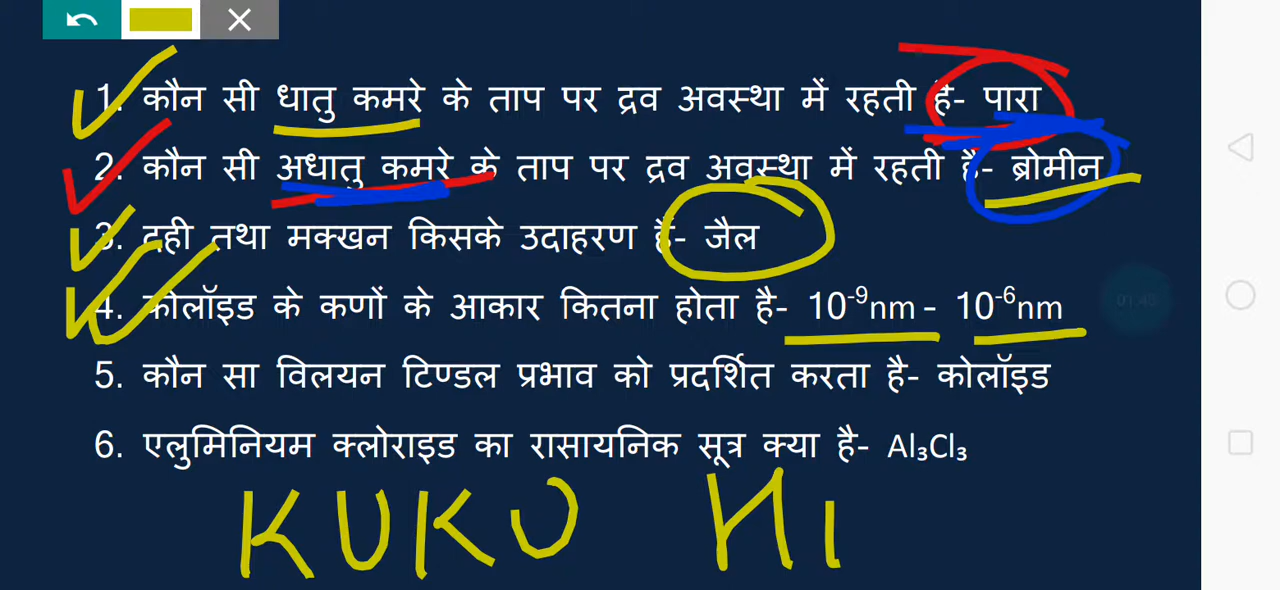 1. कौन सी धातु कमरे के ताप पर द्रव अवस्था में रहती है- पारा
2. कौन सी अधातु कमरे के ताप पर द्रव अवस्था में रहती है- ब्रोमीन
3. दही तथा मक्खन किसके उदाहरण हैं- जैल
4. कोलॉइड के कणों के आकार कितना होता है- 10⁻⁹nm - 10⁻⁶nm
01:43
5. कौन सा विलयन टिण्डल प्रभाव को प्रदर्शित करता है- कोलॉइड
6. एलुमिनियम क्लोराइड का रासायनिक सूत्र क्या है- Al₃Cl₃
KUKU HI